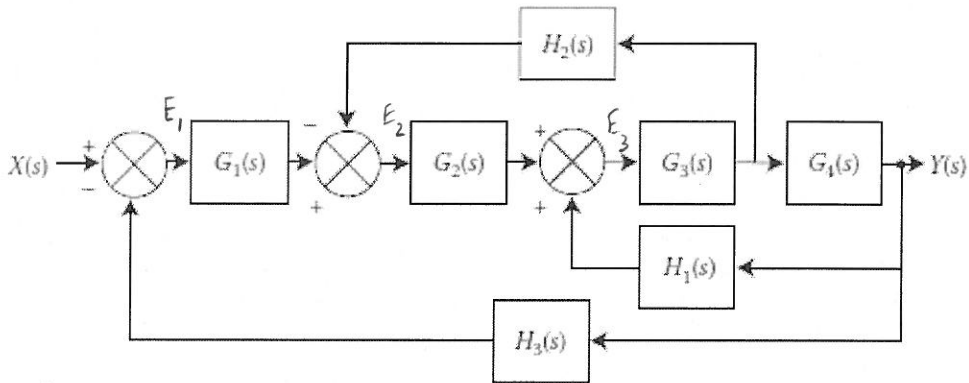 H₂(s)
E₁
E₂
E₃
+
−
+
X(s)
G₁(s)
G₂(s)
G₃(s)
G₄(s)
Y(s)
−
+
+
H₁(s)
H₃(s)